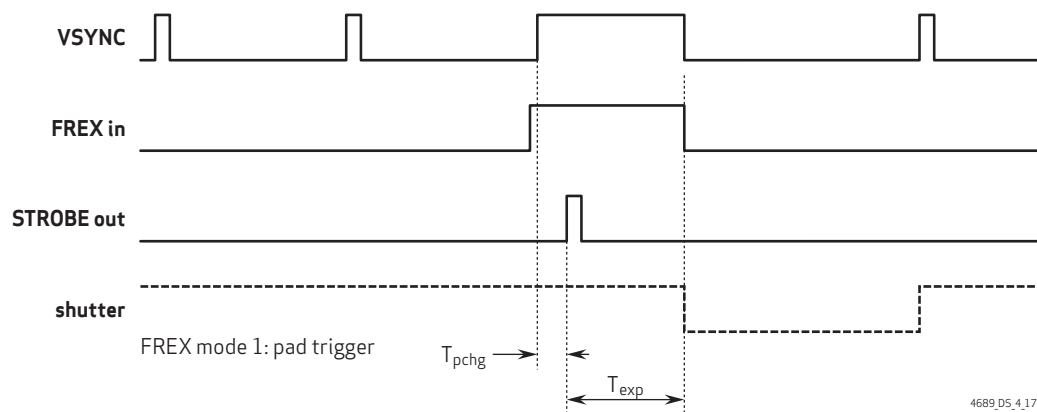 VSYNC
FREX in
STROBE out
shutter
FREX mode 1: pad trigger
Tpchg
Texp
4689_DS_4_17